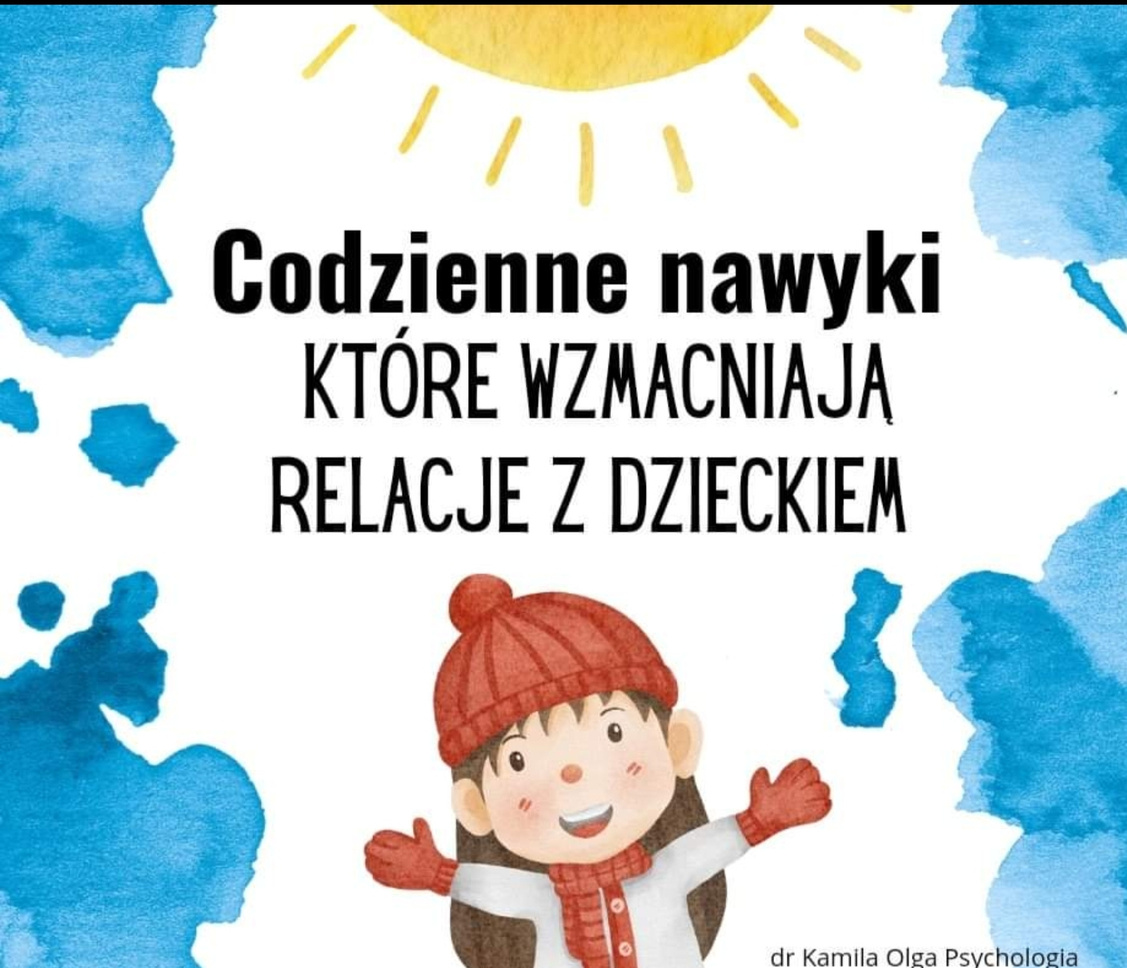 Codzienne nawyki
KTÓRE WZMACNIAJĄ
RELACJE Z DZIECKIEM
dr Kamila Olga Psychologia